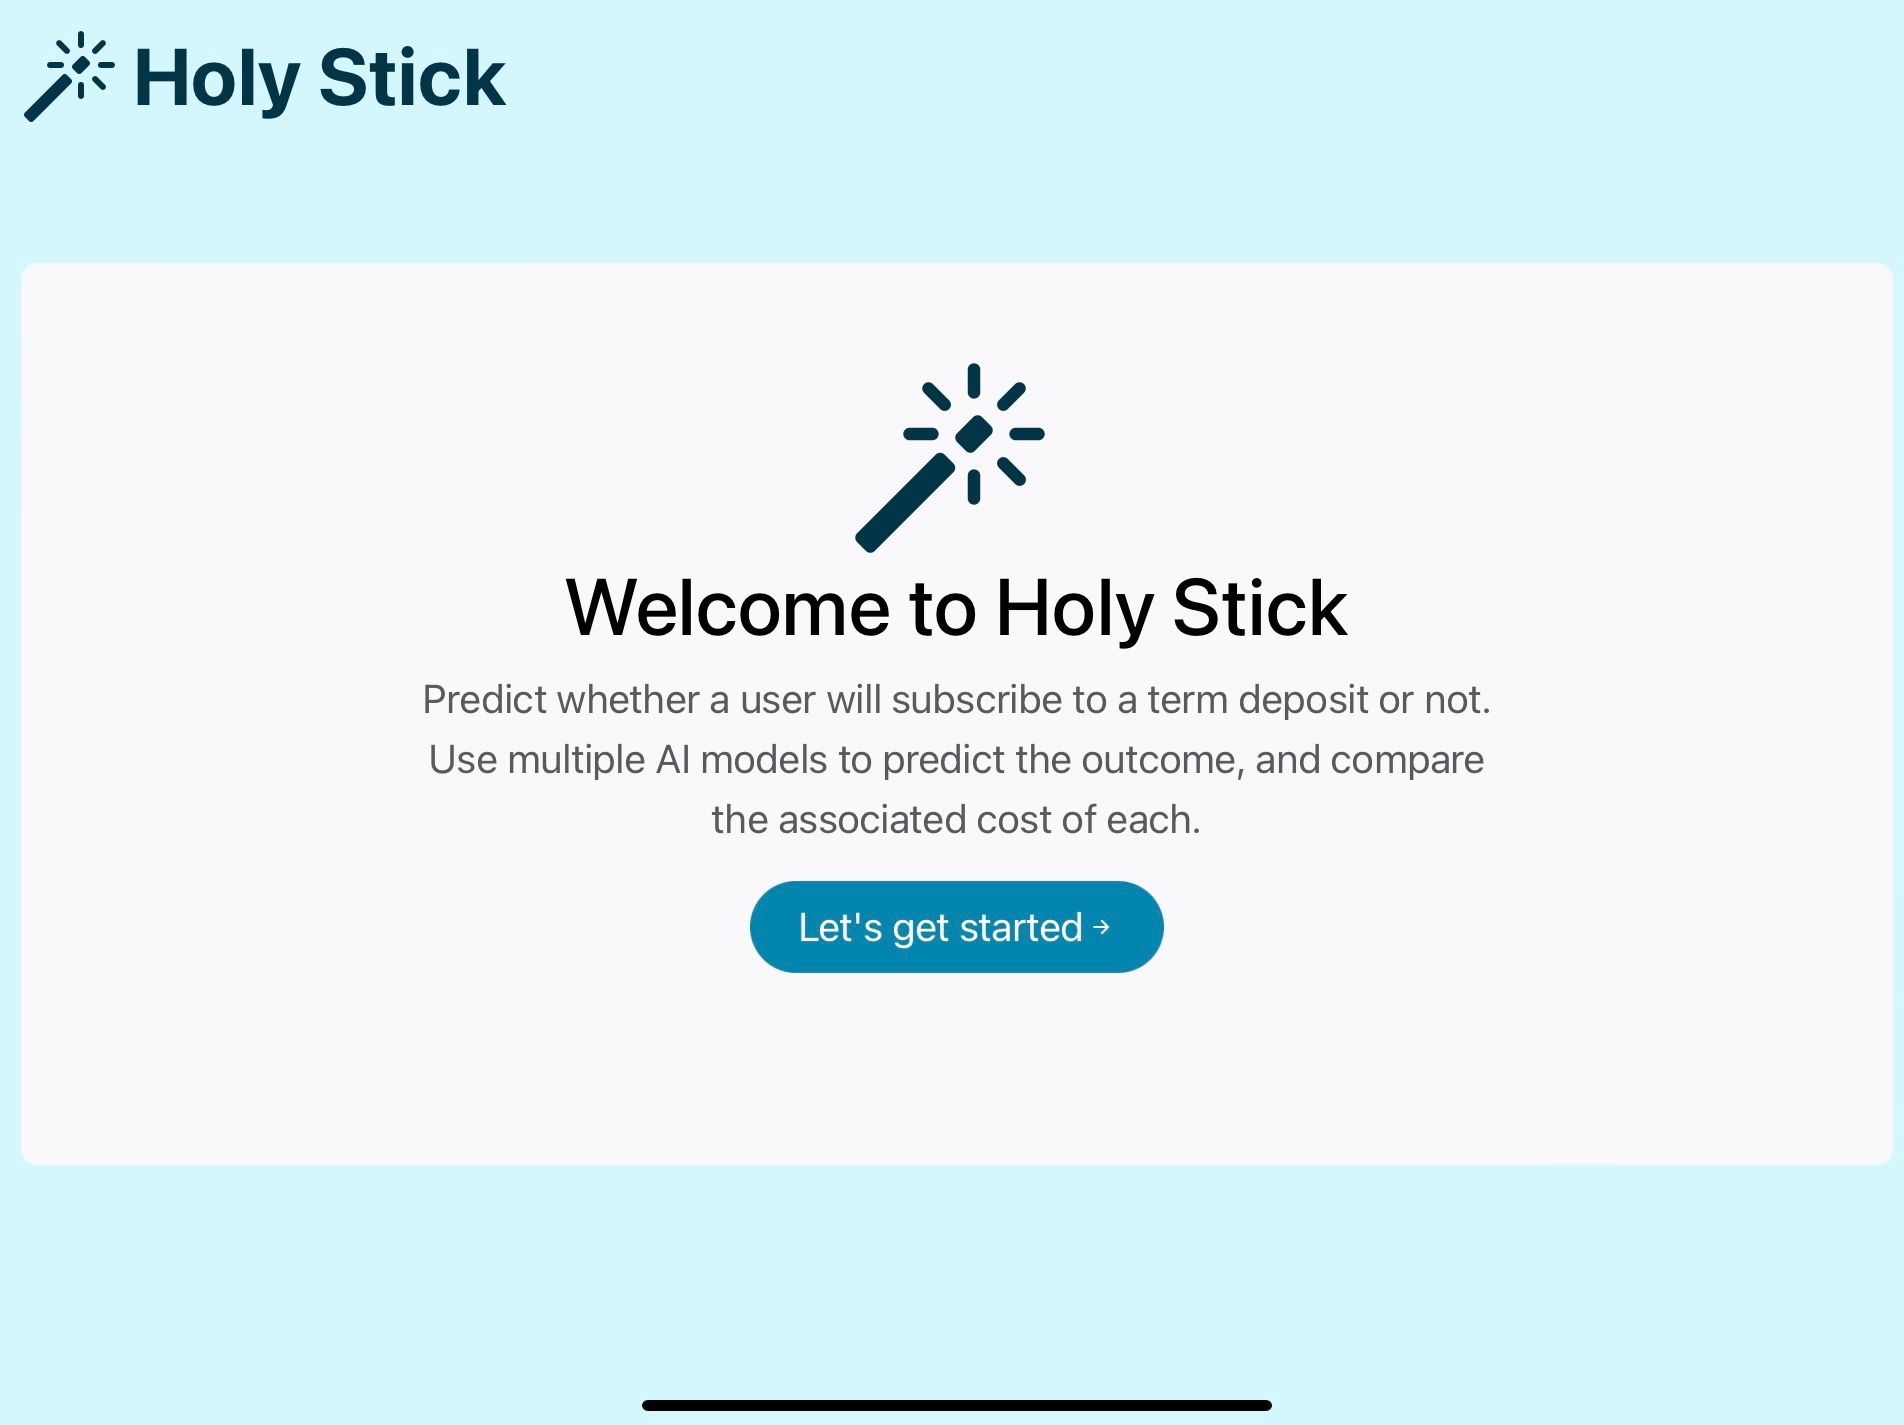 Holy Stick
Welcome to Holy Stick
Predict whether a user will subscribe to a term deposit or not.
Use multiple AI models to predict the outcome, and compare
the associated cost of each.
Let's get started →